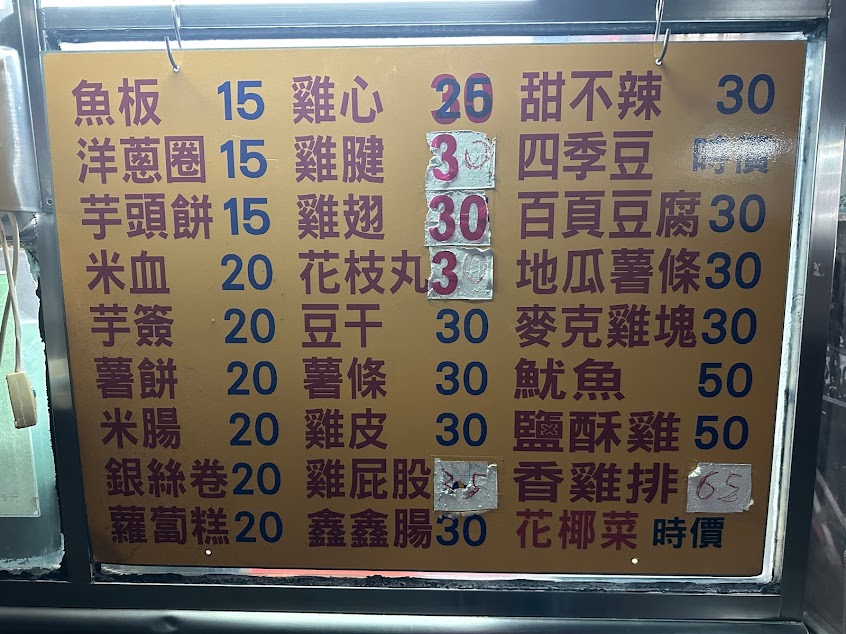 魚板 15 雞心 甜不辣 30
洋蔥圈 15 雞腱 30 四季豆 時價
芋頭餅 15 雞翅 30 百頁豆腐 30
米血 20 花枝丸 30 地瓜薯條 30
芋簽 20 豆干 30 麥克雞塊 30
薯餅 20 薯條 30 魷魚 50
米腸 20 雞皮 30 鹽酥雞 50
銀絲卷 20 雞屁股 35 香雞排 65
蘿蔔糕 20 鑫鑫腸 30 花椰菜 時價